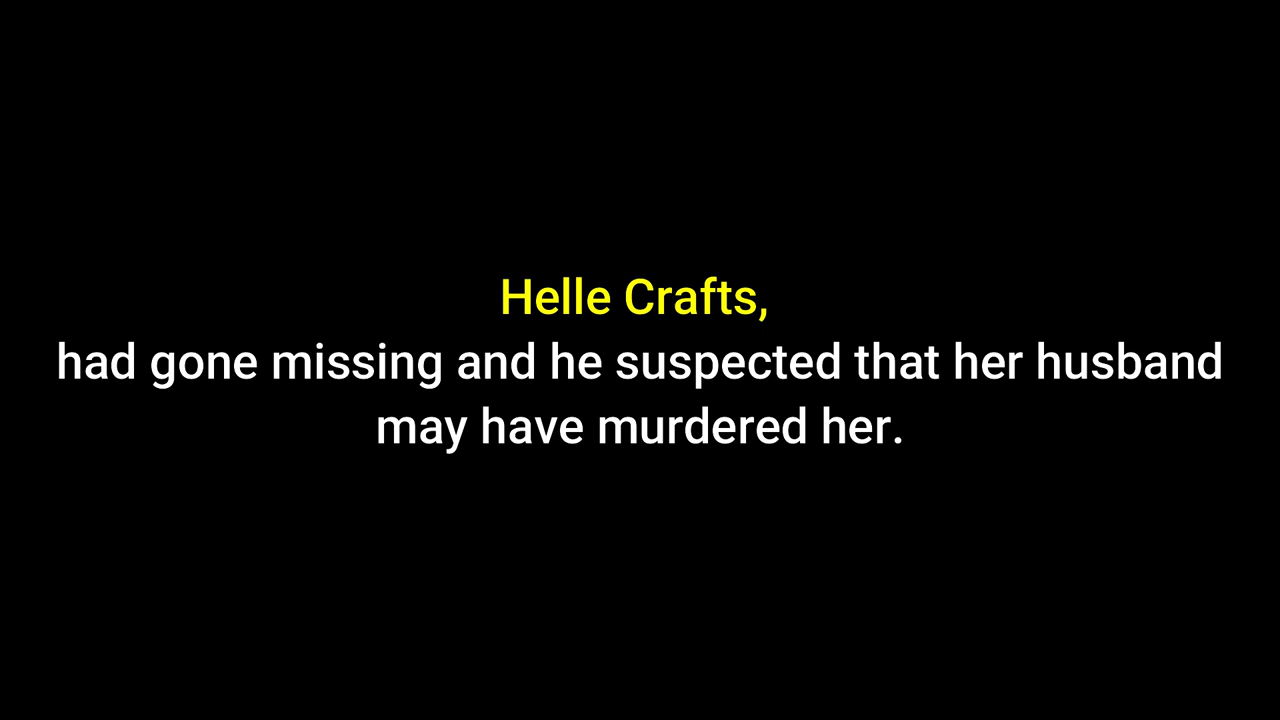 Helle Crafts,
had gone missing and he suspected that her husband
may have murdered her.